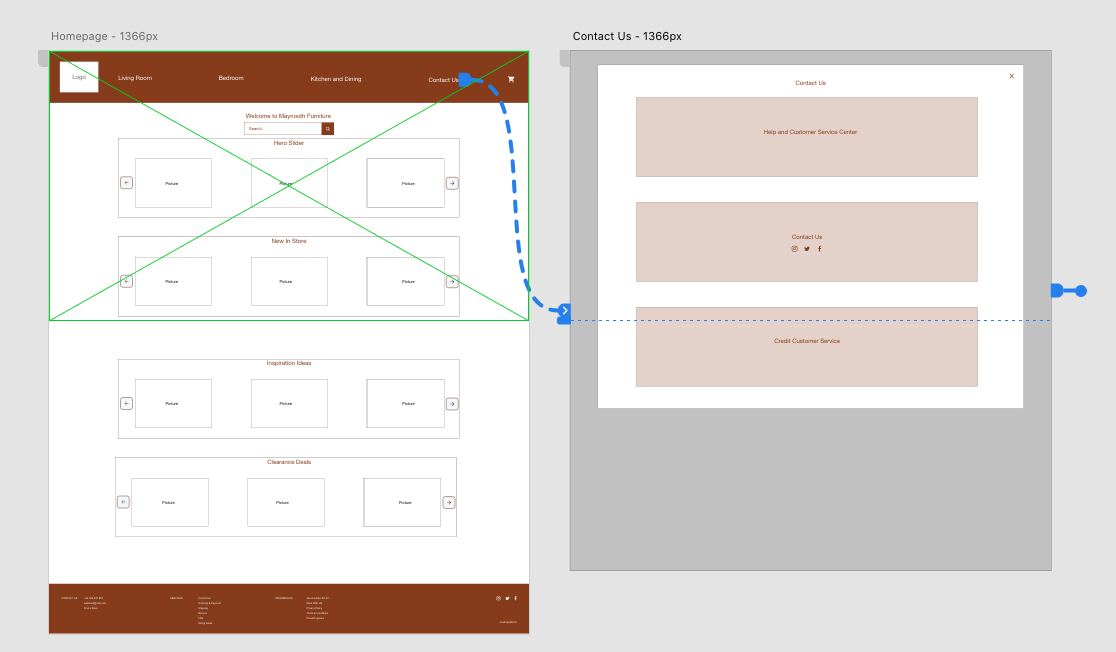 Homepage - 1366px
Contact Us - 1366px
Logo
Living Room
Bedroom
Kitchen and Dining
Contact Us
Welcome to Maynooth Furniture
Search..
Hero Slider
Picture
Picture
Picture
New In Store
Picture
Picture
Picture
Inspiration Ideas
Picture
Picture
Picture
Clearance Deals
Picture
Picture
Picture
CONTACT US
X
Contact Us
Help and Customer Service Center
Contact Us
Credit Customer Service